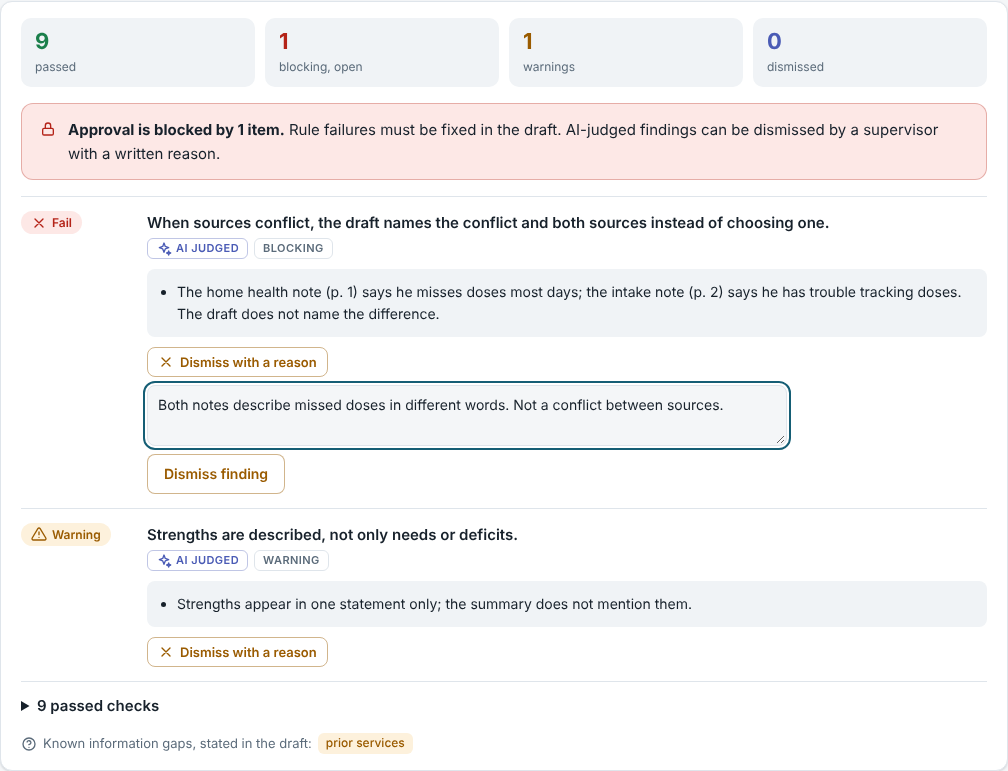 9
passed
1
blocking, open
1
warnings
0
dismissed
Approval is blocked by 1 item. Rule failures must be fixed in the draft. AI-judged findings can be dismissed by a supervisor
with a written reason.
Fail
When sources conflict, the draft names the conflict and both sources instead of choosing one.
AI JUDGED
BLOCKING
The home health note (p. 1) says he misses doses most days; the intake note (p. 2) says he has trouble tracking doses.
The draft does not name the difference.
Dismiss with a reason
Both notes describe missed doses in different words. Not a conflict between sources.
Dismiss finding
Warning
Strengths are described, not only needs or deficits.
AI JUDGED
WARNING
Strengths appear in one statement only; the summary does not mention them.
Dismiss with a reason
9 passed checks
Known information gaps, stated in the draft: prior services